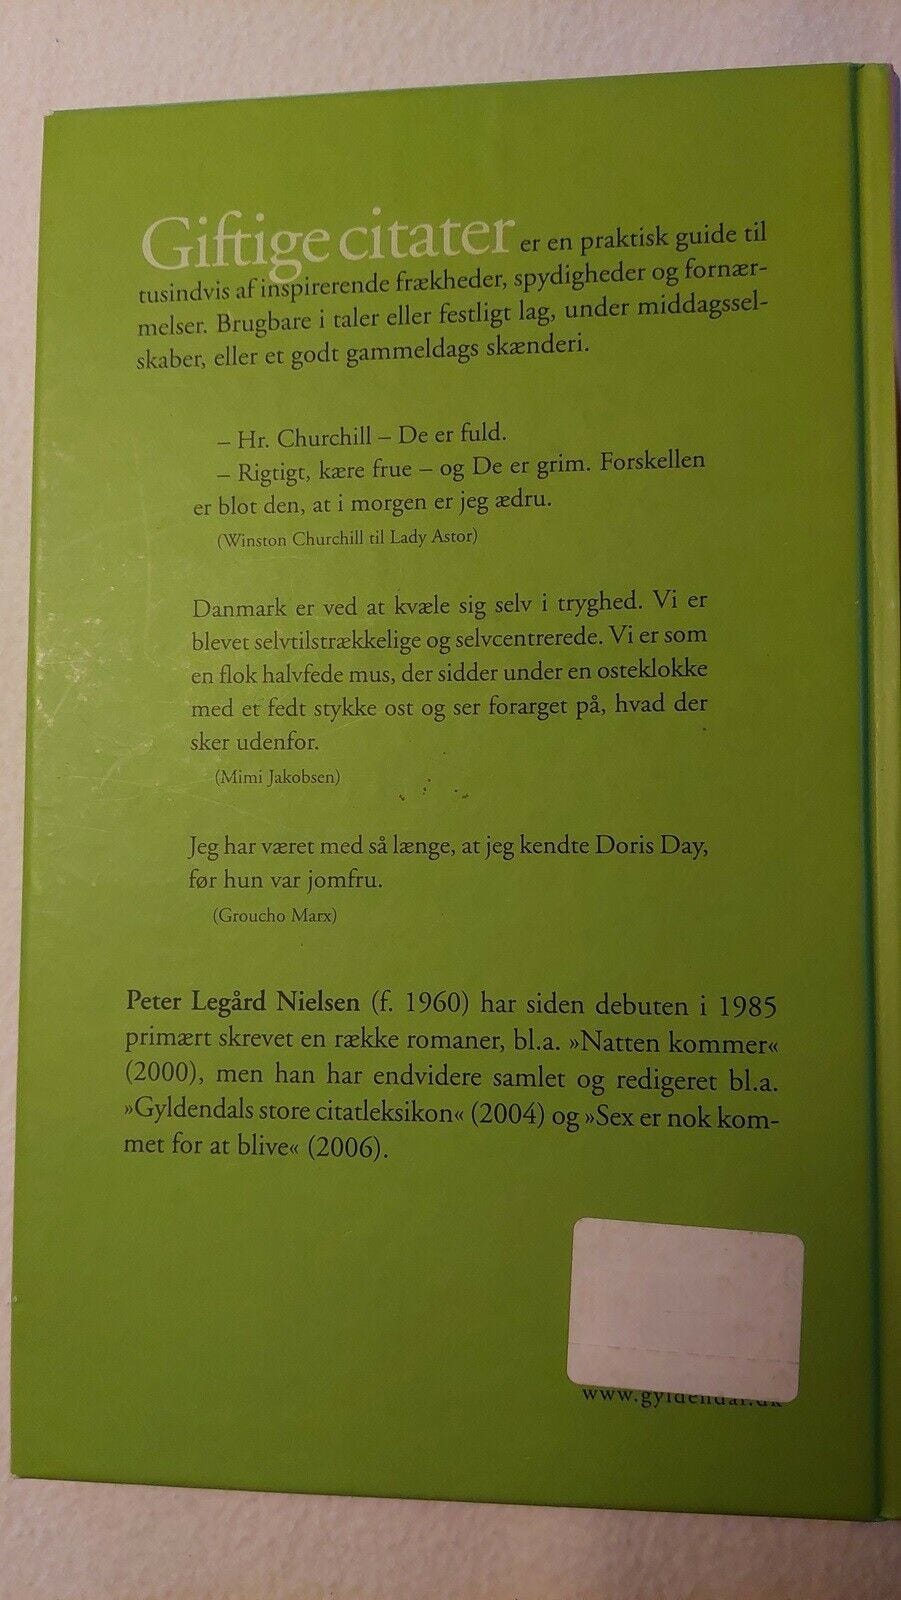 Giftige citater er en praktisk guide til
tusindvis af inspirerende frækheder, spydigheder og fornær-
melser. Brugbare i taler eller festligt lag, under middagssel-
skaber, eller et godt gammeldags skænderi.
– Hr. Churchill – De er fuld.
– Rigtigt, kære frue – og De er grim. Forskellen
er blot den, at i morgen er jeg ædru.
(Winston Churchill til Lady Astor)
Danmark er ved at kvæle sig selv i tryghed. Vi er
blevet selvtilstrækkelige og selvcentrerede. Vi er som
en flok halvfede mus, der sidder under en osteklokke
med et fedt stykke ost og ser forarget på, hvad der
sker udenfor.
(Mimi Jakobsen)
Jeg har været med så længe, at jeg kendte Doris Day,
før hun var jomfru.
(Groucho Marx)
Peter Legård Nielsen (f. 1960) har siden debuten i 1985
primært skrevet en række romaner, bl.a. »Natten kommer«
(2000), men han har endvidere samlet og redigeret bl.a.
»Gyldendals store citatleksikon« (2004) og »Sex er nok kom-
met for at blive« (2006).
www.gyldendal.dk